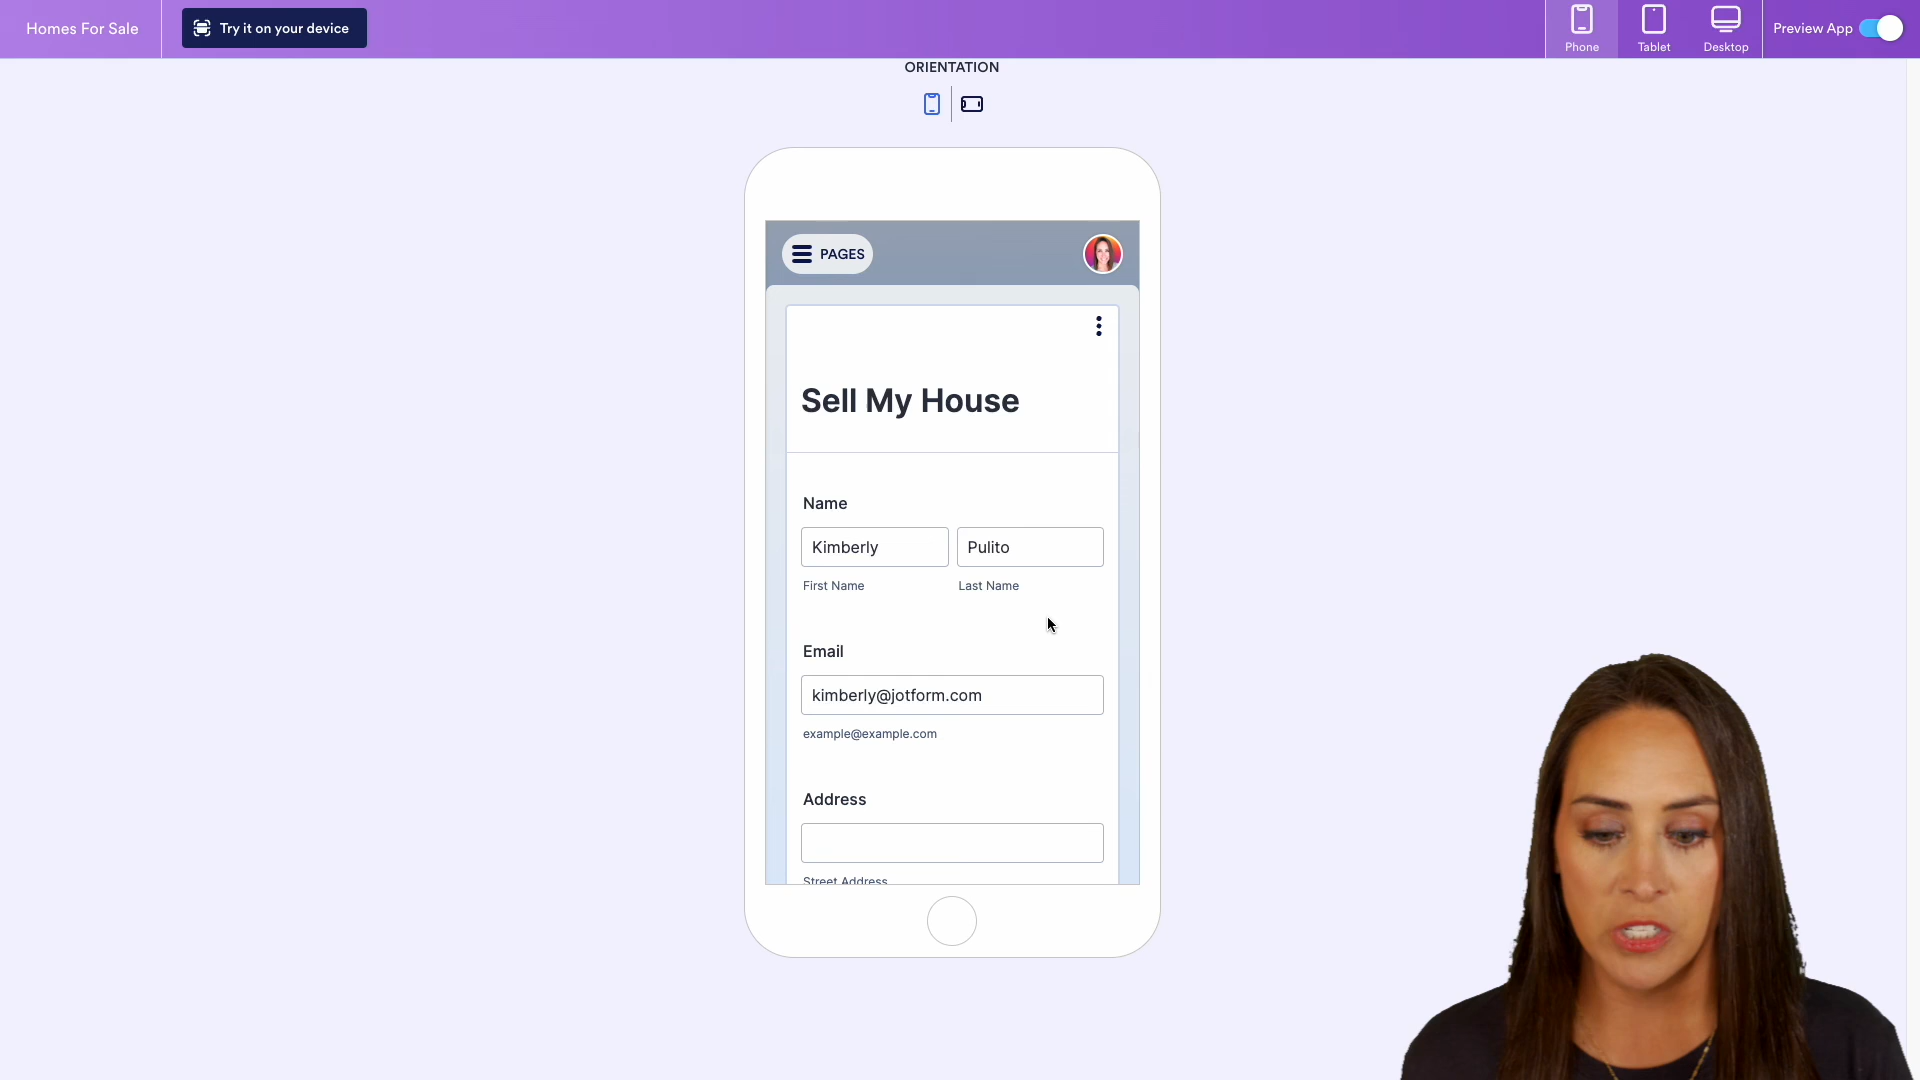 Homes For Sale
Try it on your device
Phone
Tablet
Desktop
Preview App
ORIENTATION
PAGES
Sell My House
Name
Kimberly
Pulito
First Name
Last Name
Email
kimberly@jotform.com
example@example.com
Address
Street Address